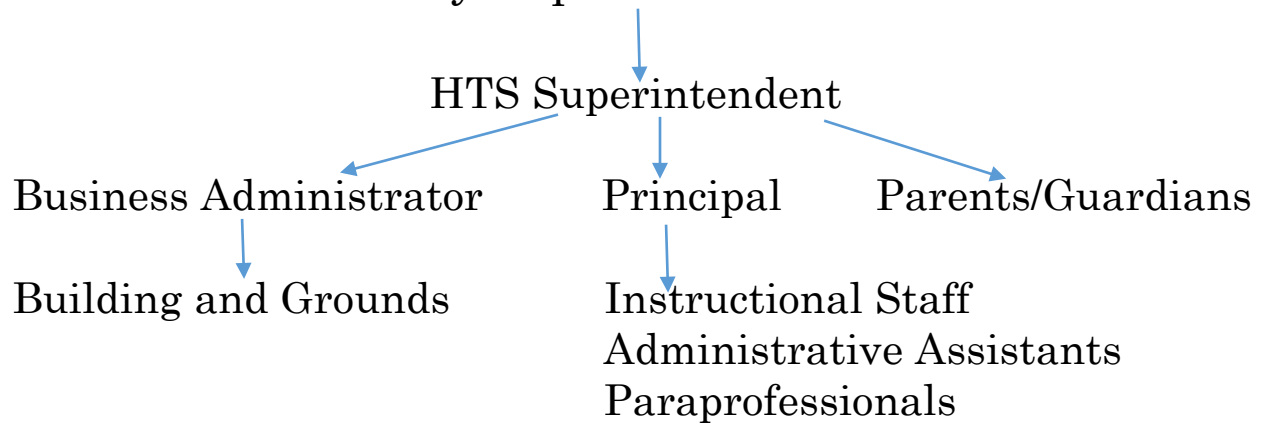 HTS Superintendent
Business Administrator Principal Parents/Guardians
Building and Grounds Instructional Staff
Administrative Assistants
Paraprofessionals